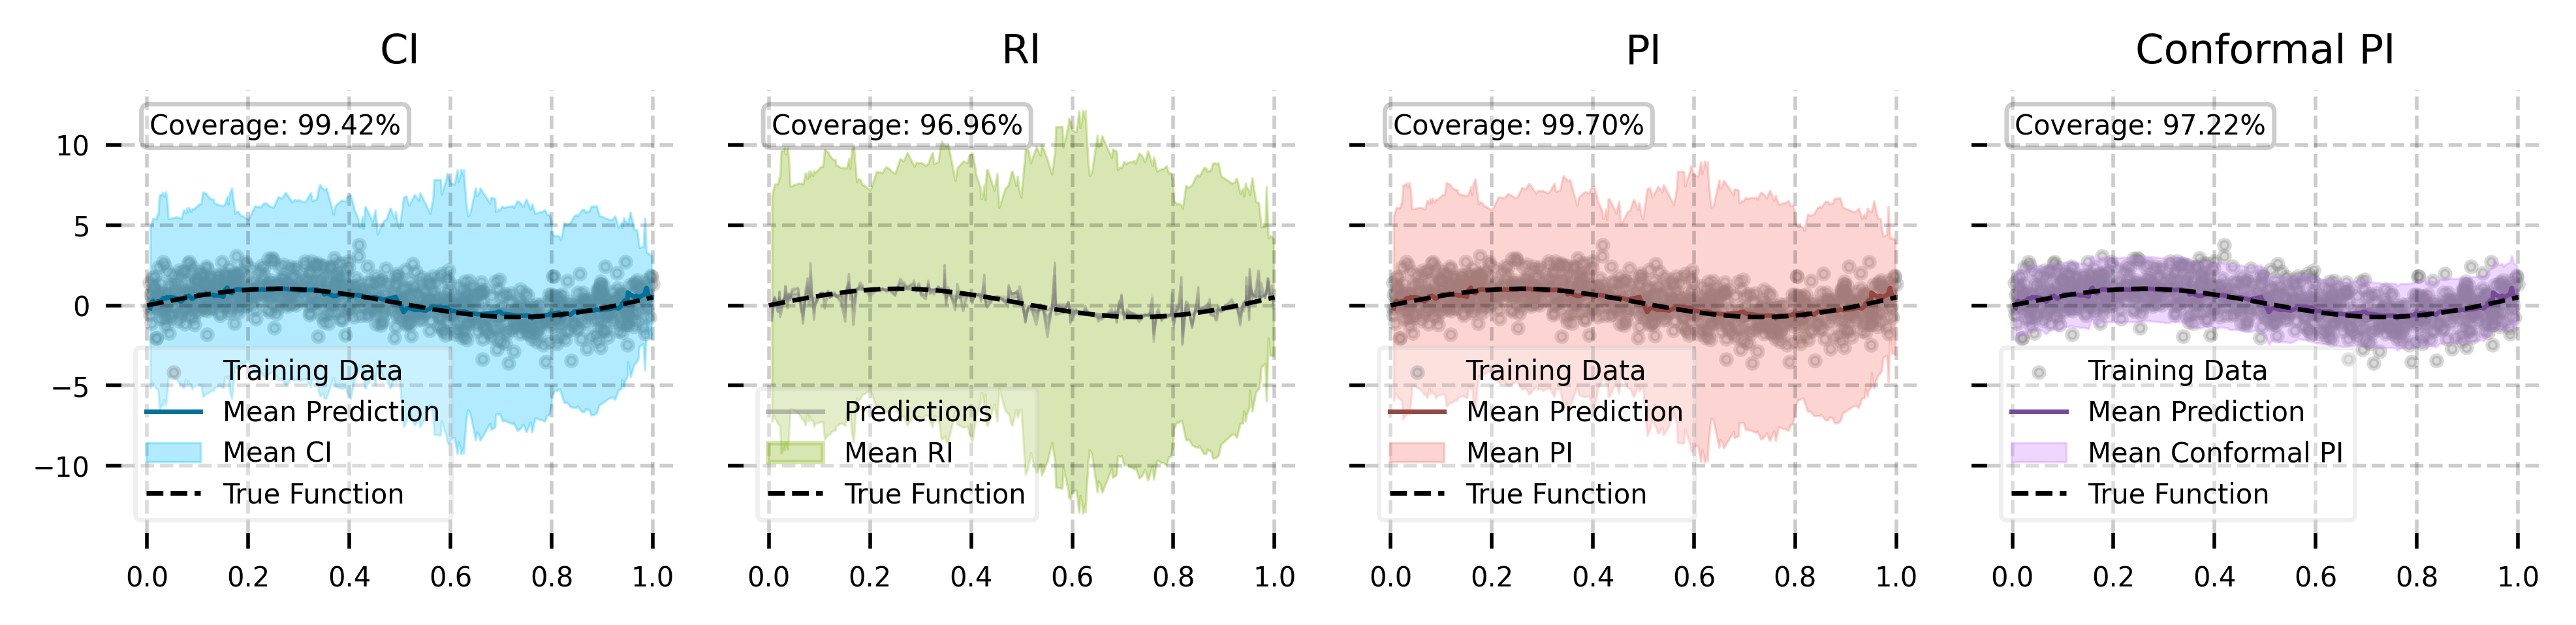 CI
Coverage: 99.42%
10
5
0
−5
−10
Training Data
Mean Prediction
Mean CI
True Function
0.0 0.2 0.4 0.6 0.8 1.0
RI
Coverage: 96.96%
Predictions
Mean RI
True Function
0.0 0.2 0.4 0.6 0.8 1.0
PI
Coverage: 99.70%
Training Data
Mean Prediction
Mean PI
True Function
0.0 0.2 0.4 0.6 0.8 1.0
Conformal PI
Coverage: 97.22%
Training Data
Mean Prediction
Mean Conformal PI
True Function
0.0 0.2 0.4 0.6 0.8 1.0